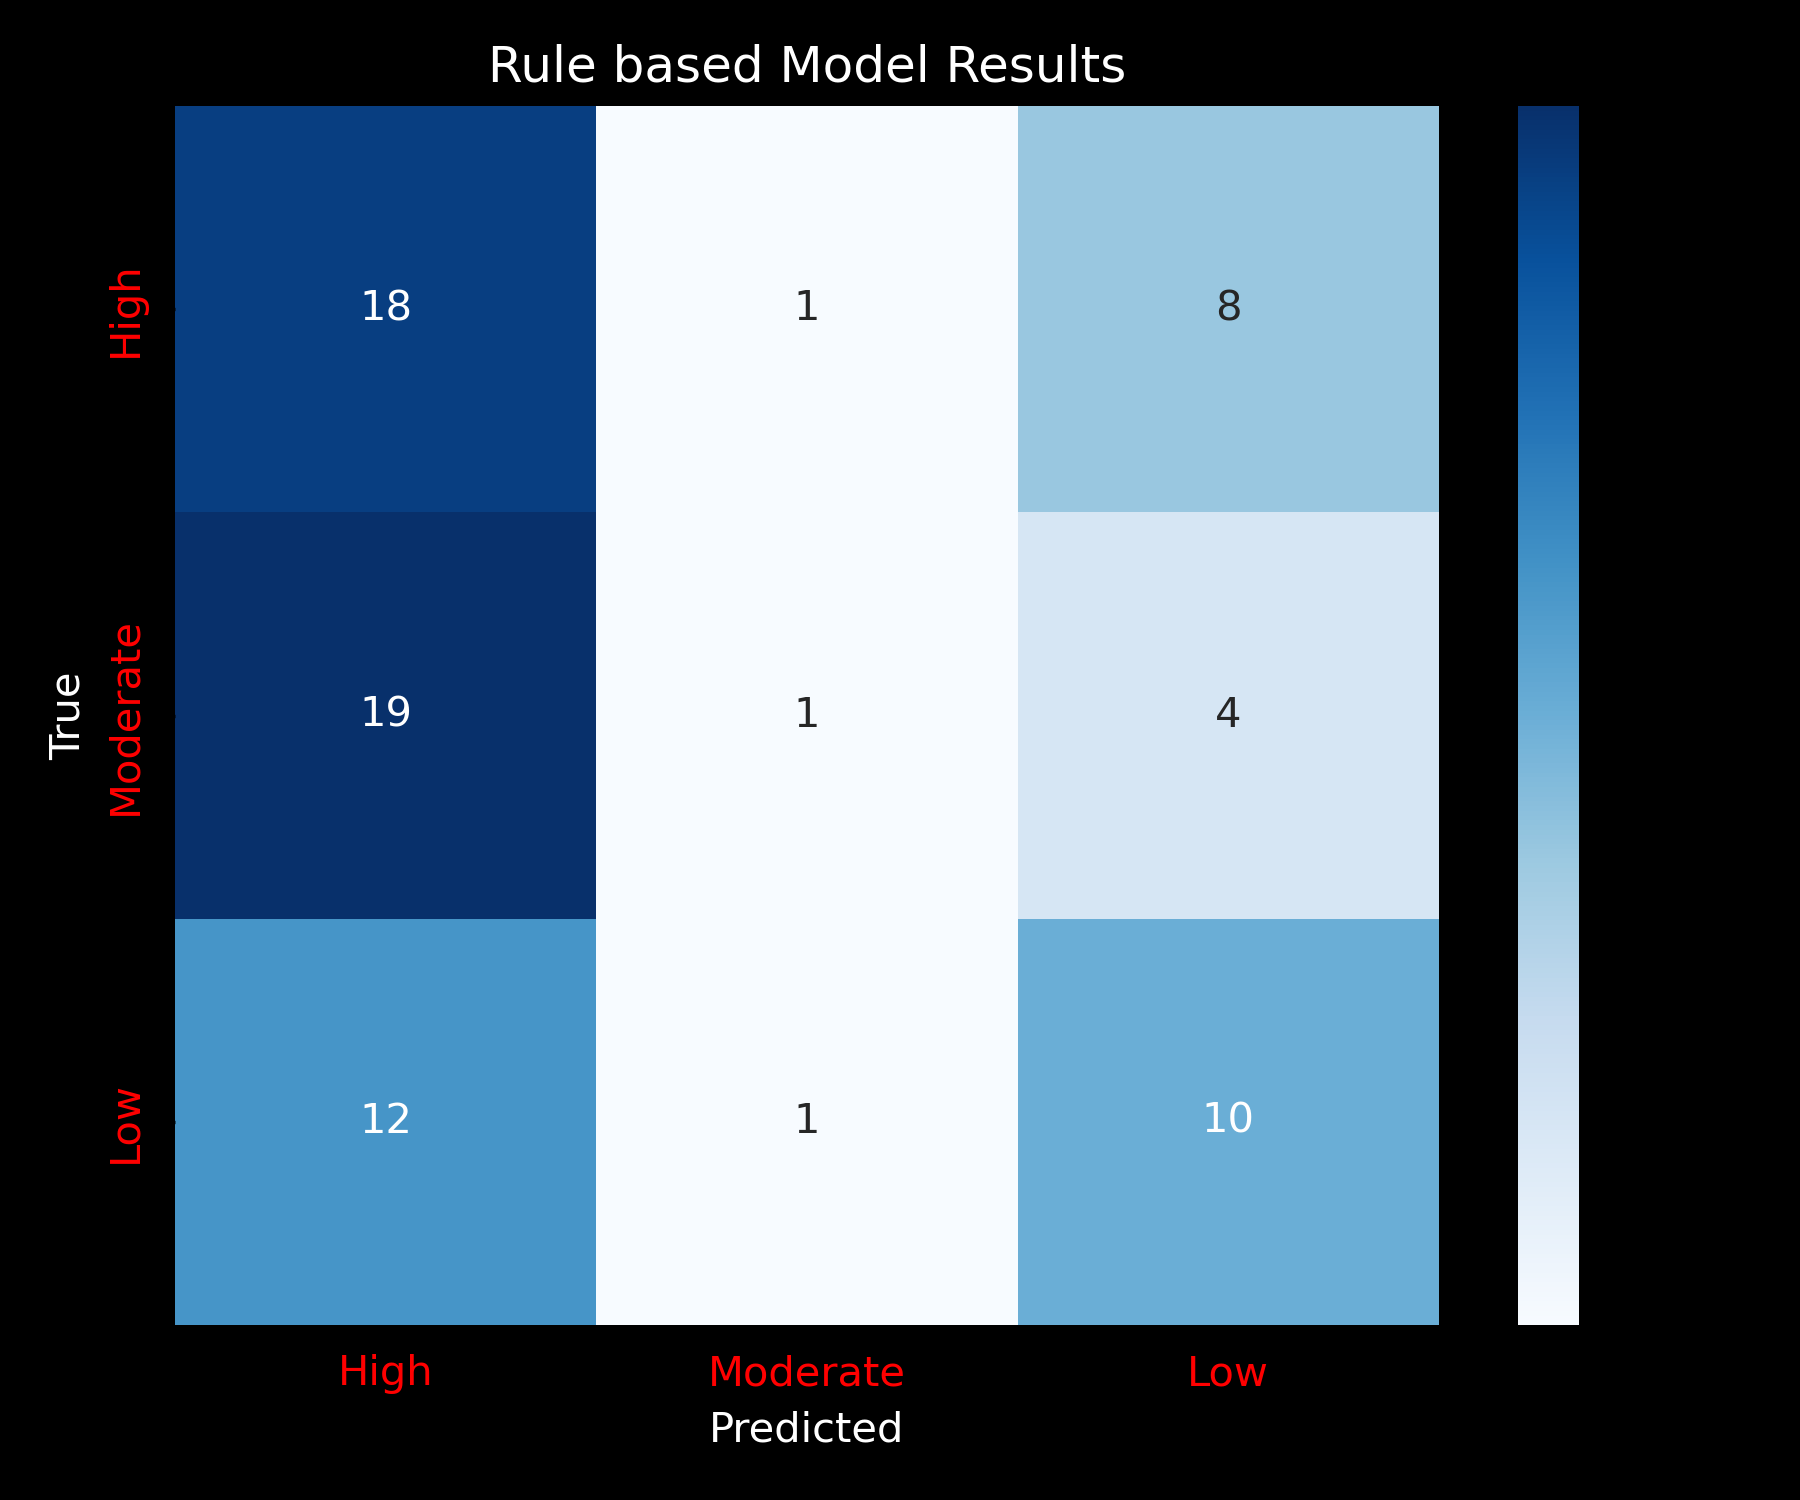 Rule based Model Results
High
18
1
8
True
Moderate
19
1
4
Low
12
1
10
High
Moderate
Low
Predicted